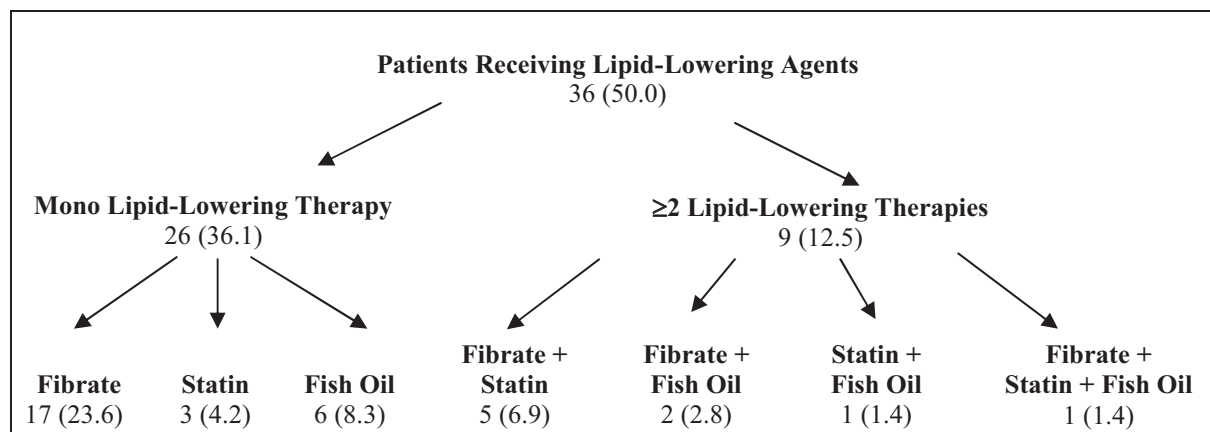 Patients Receiving Lipid-Lowering Agents
36 (50.0)
Mono Lipid-Lowering Therapy
26 (36.1)
≥2 Lipid-Lowering Therapies
9 (12.5)
Fibrate
17 (23.6)
Statin
3 (4.2)
Fish Oil
6 (8.3)
Fibrate +
Statin
5 (6.9)
Fibrate +
Fish Oil
2 (2.8)
Statin +
Fish Oil
1 (1.4)
Fibrate +
Statin + Fish Oil
1 (1.4)